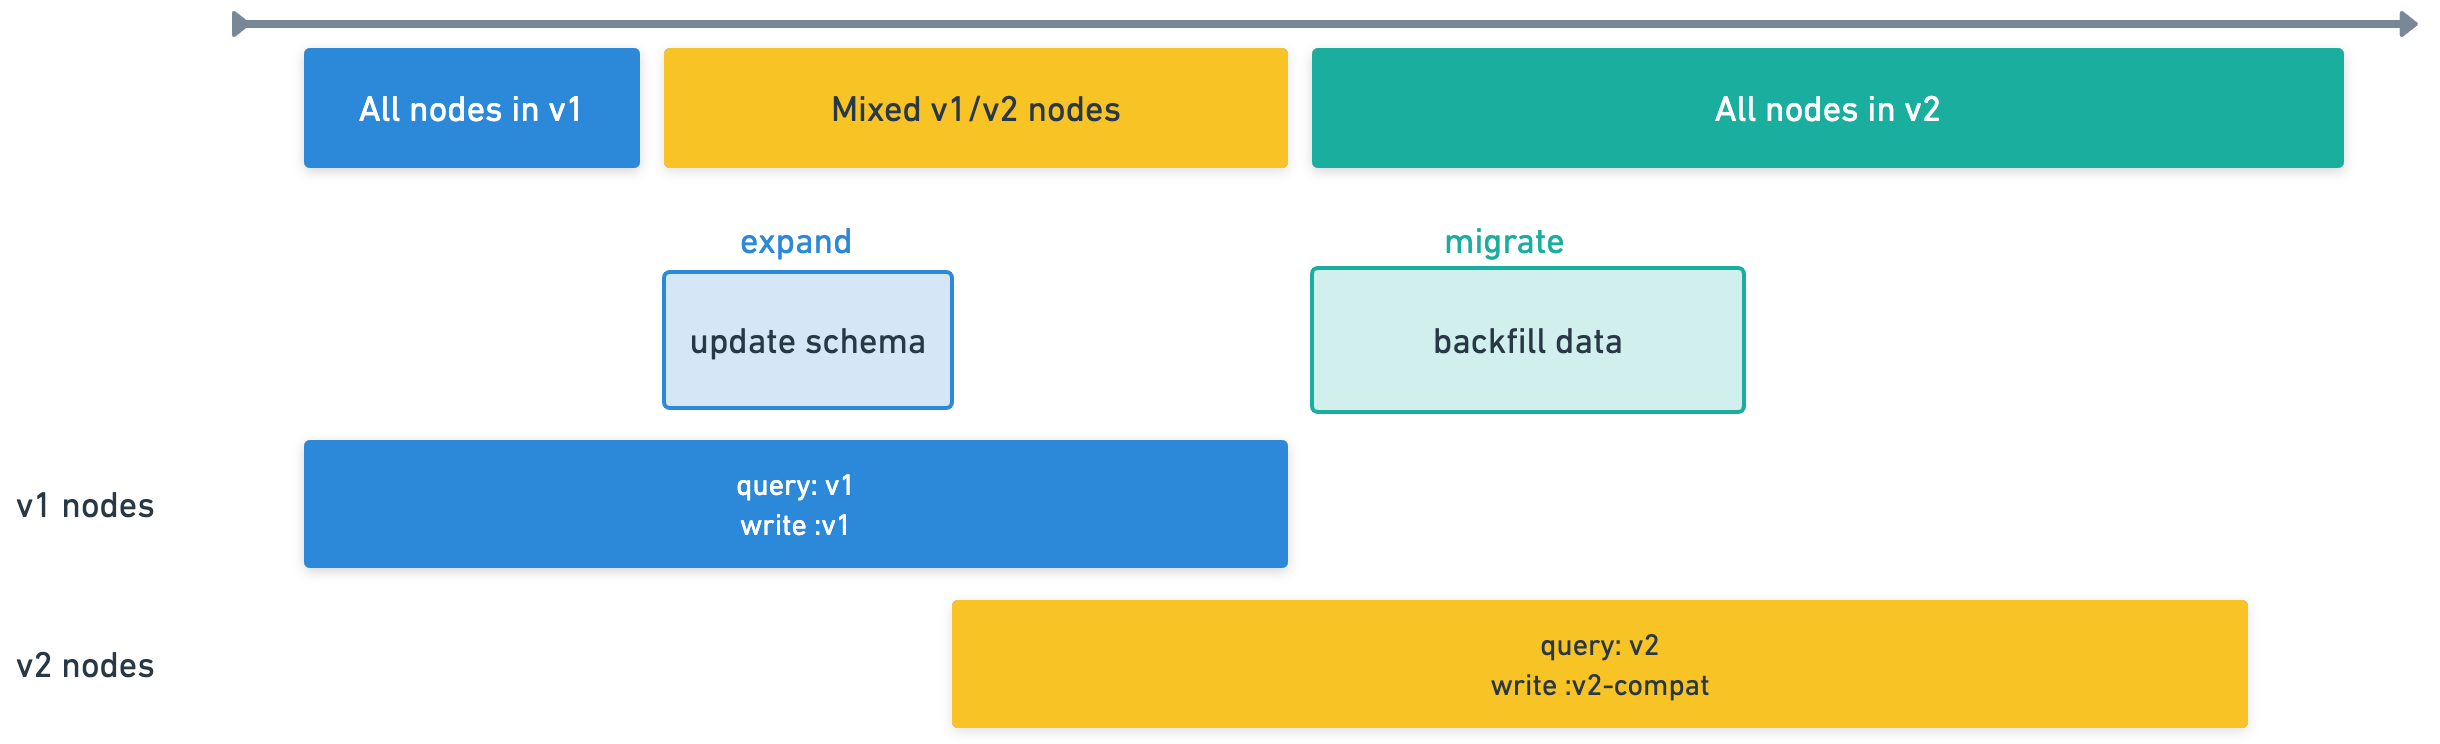 All nodes in v1
Mixed v1/v2 nodes
All nodes in v2
expand
migrate
update schema
backfill data
v1 nodes
query: v1
write :v1
v2 nodes
query: v2
write :v2-compat